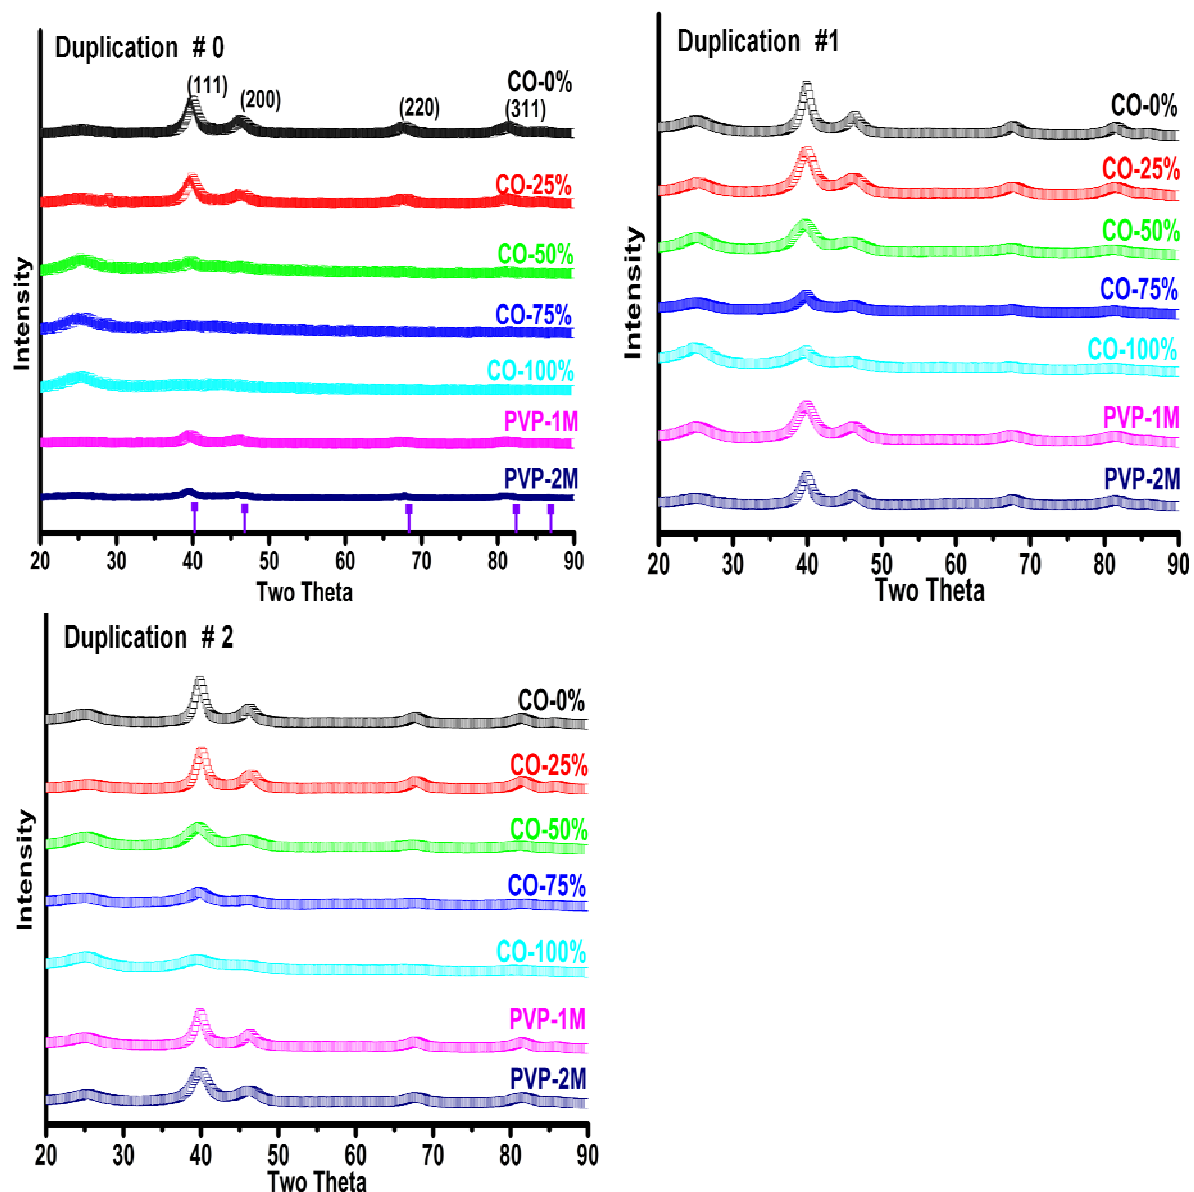 Duplication # 0
(111)
(200)
(220)
(311)
CO-0%
CO-25%
CO-50%
CO-75%
CO-100%
PVP-1M
PVP-2M
Intensity
20 30 40 50 60 70 80 90
Two Theta
Duplication #1
CO-0%
CO-25%
CO-50%
CO-75%
CO-100%
PVP-1M
PVP-2M
Intensity
20 30 40 50 60 70 80 90
Two Theta
Duplication # 2
CO-0%
CO-25%
CO-50%
CO-75%
CO-100%
PVP-1M
PVP-2M
Intensity
20 30 40 50 60 70 80 90
Two Theta